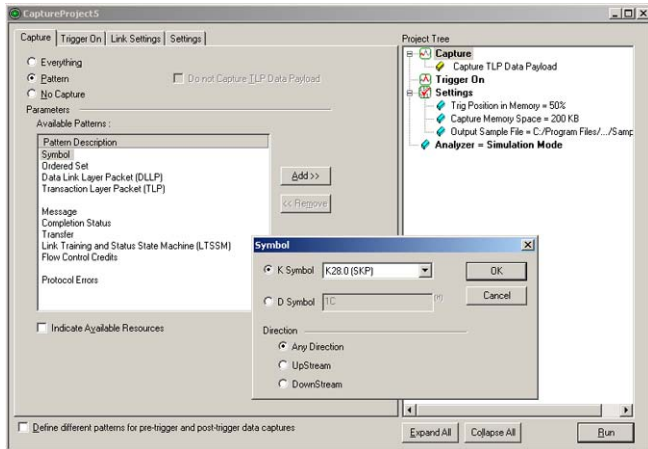 CaptureProject5
Capture Trigger On Link Settings Settings
Everything
Pattern
Do not Capture TLP Data Payload
No Capture
Parameters
Available Patterns :
Pattern Description
Symbol
Ordered Set
Data Link Layer Packet (DLLP)
Transaction Layer Packet (TLP)
Message
Completion Status
Transfer
Link Training and Status State Machine (LTSSM)
Flow Control Credits
Protocol Errors
Add >>
<< Remove
Indicate Available Resources
Define different patterns for pre-trigger and post-trigger data captures
Symbol
K Symbol K28.0 (SKP)
OK
D Symbol 1C (H)
Cancel
Direction
Any Direction
UpStream
DownStream
Project Tree
Capture
Capture TLP Data Payload
Trigger On
Settings
Trig Position in Memory = 50%
Capture Memory Space = 200 KB
Output Sample File = C:/Program Files/.../Samp
Analyzer = Simulation Mode
Expand All Collapse All Run